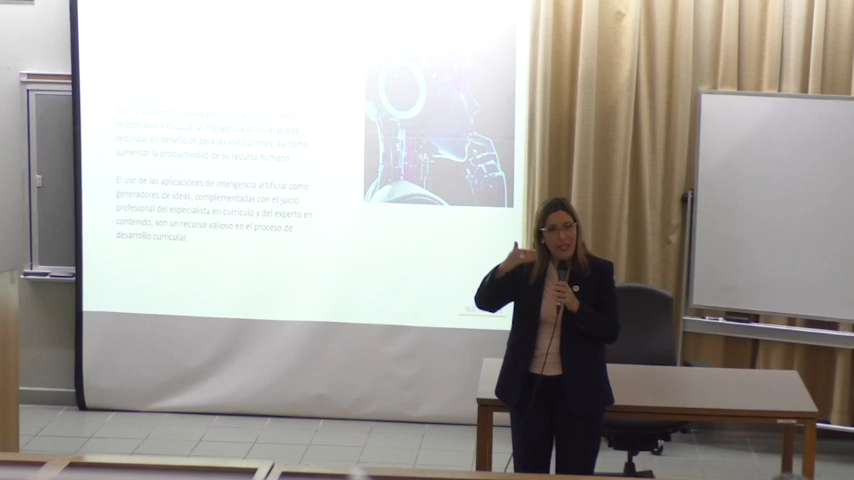 responsable y ética de la inteligencia artificial puede
redundar en beneficios para las instituciones, así como
aumentar la productividad de su recurso humano.
El uso de las aplicaciones de inteligencia artificial como
generadores de ideas, complementadas con el juicio
profesional del especialista en currículo y del experto en
contenido, son un recurso valioso en el proceso de
desarrollo curricular.